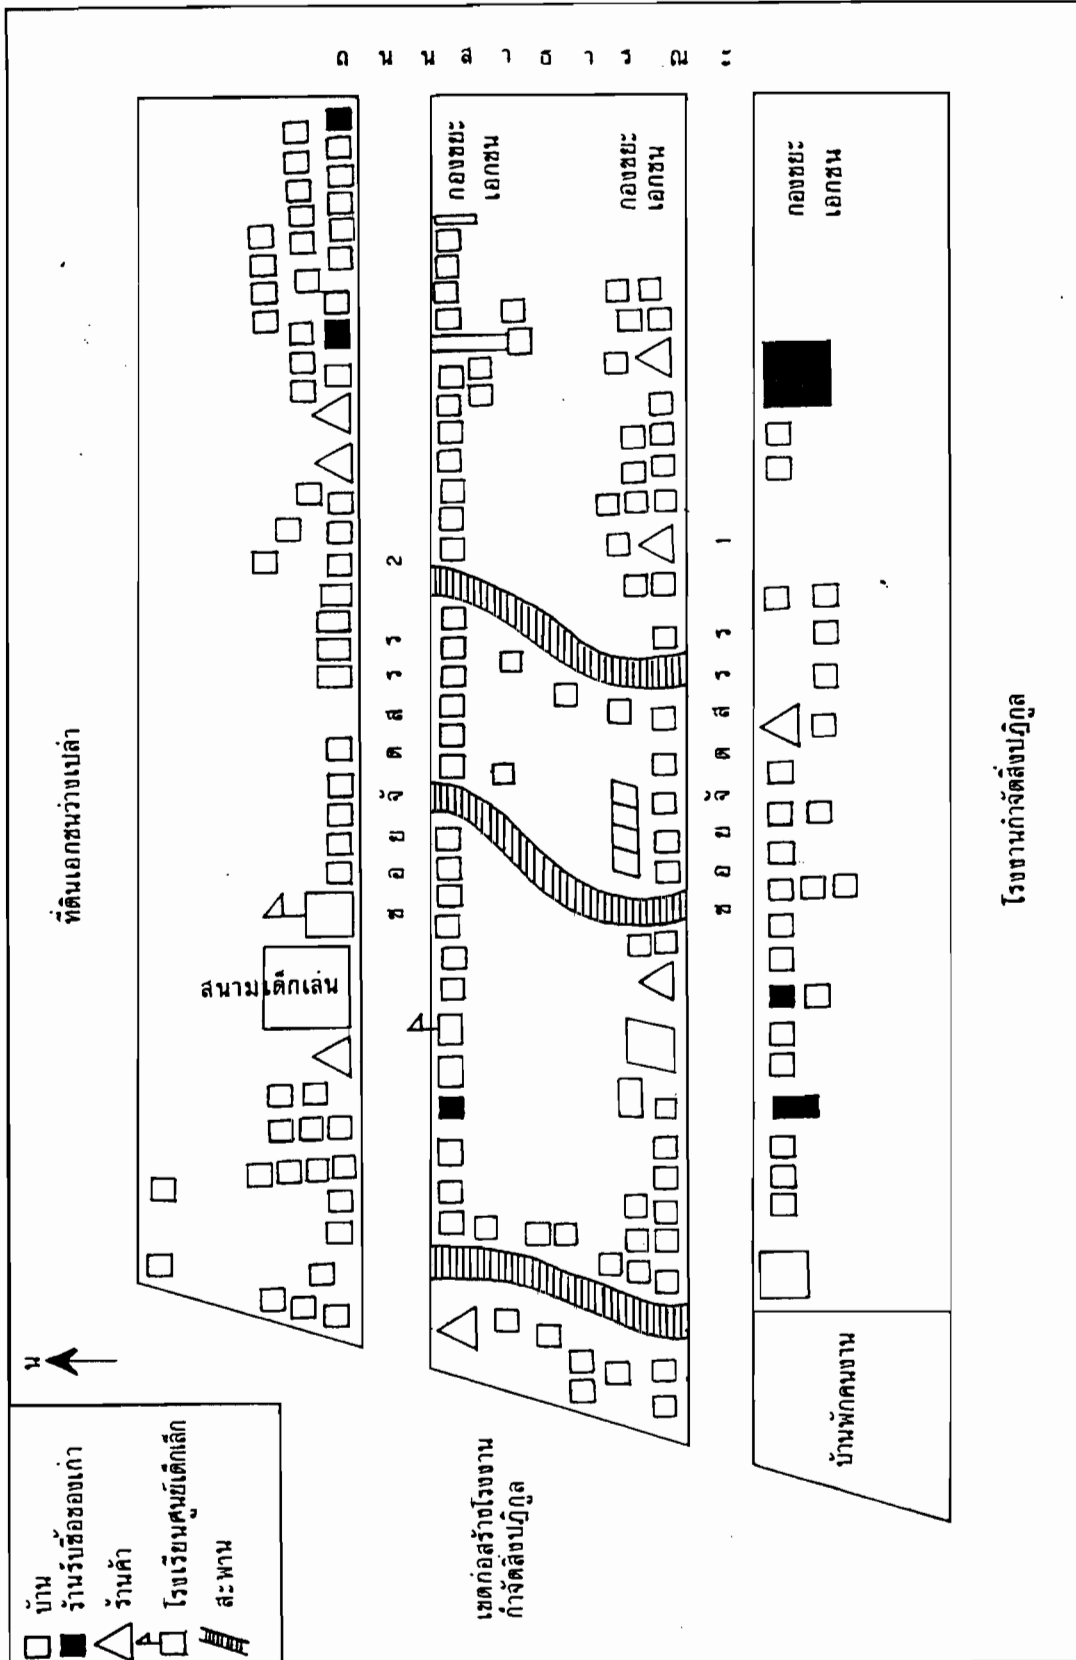 ถนนสาธารณะ
กองขยะ
เอกชน
กองขยะ
เอกชน
กองขยะ
เอกชน
ที่ดินเอกชนว่างเปล่า
สนามเด็กเล่น
ซอยจัดสรร 2
ซอยจัดสรร 1
โรงงานกำจัดสิ่งปฏิกูล
น
บ้านพักคนงาน
เขตก่อสร้างโรงงาน
กำจัดสิ่งปฏิกูล
บ้าน
ร้านรับซื้อของเก่า
ร้านค้า
โรงเรียนศูนย์เด็กเล็ก
สะพาน